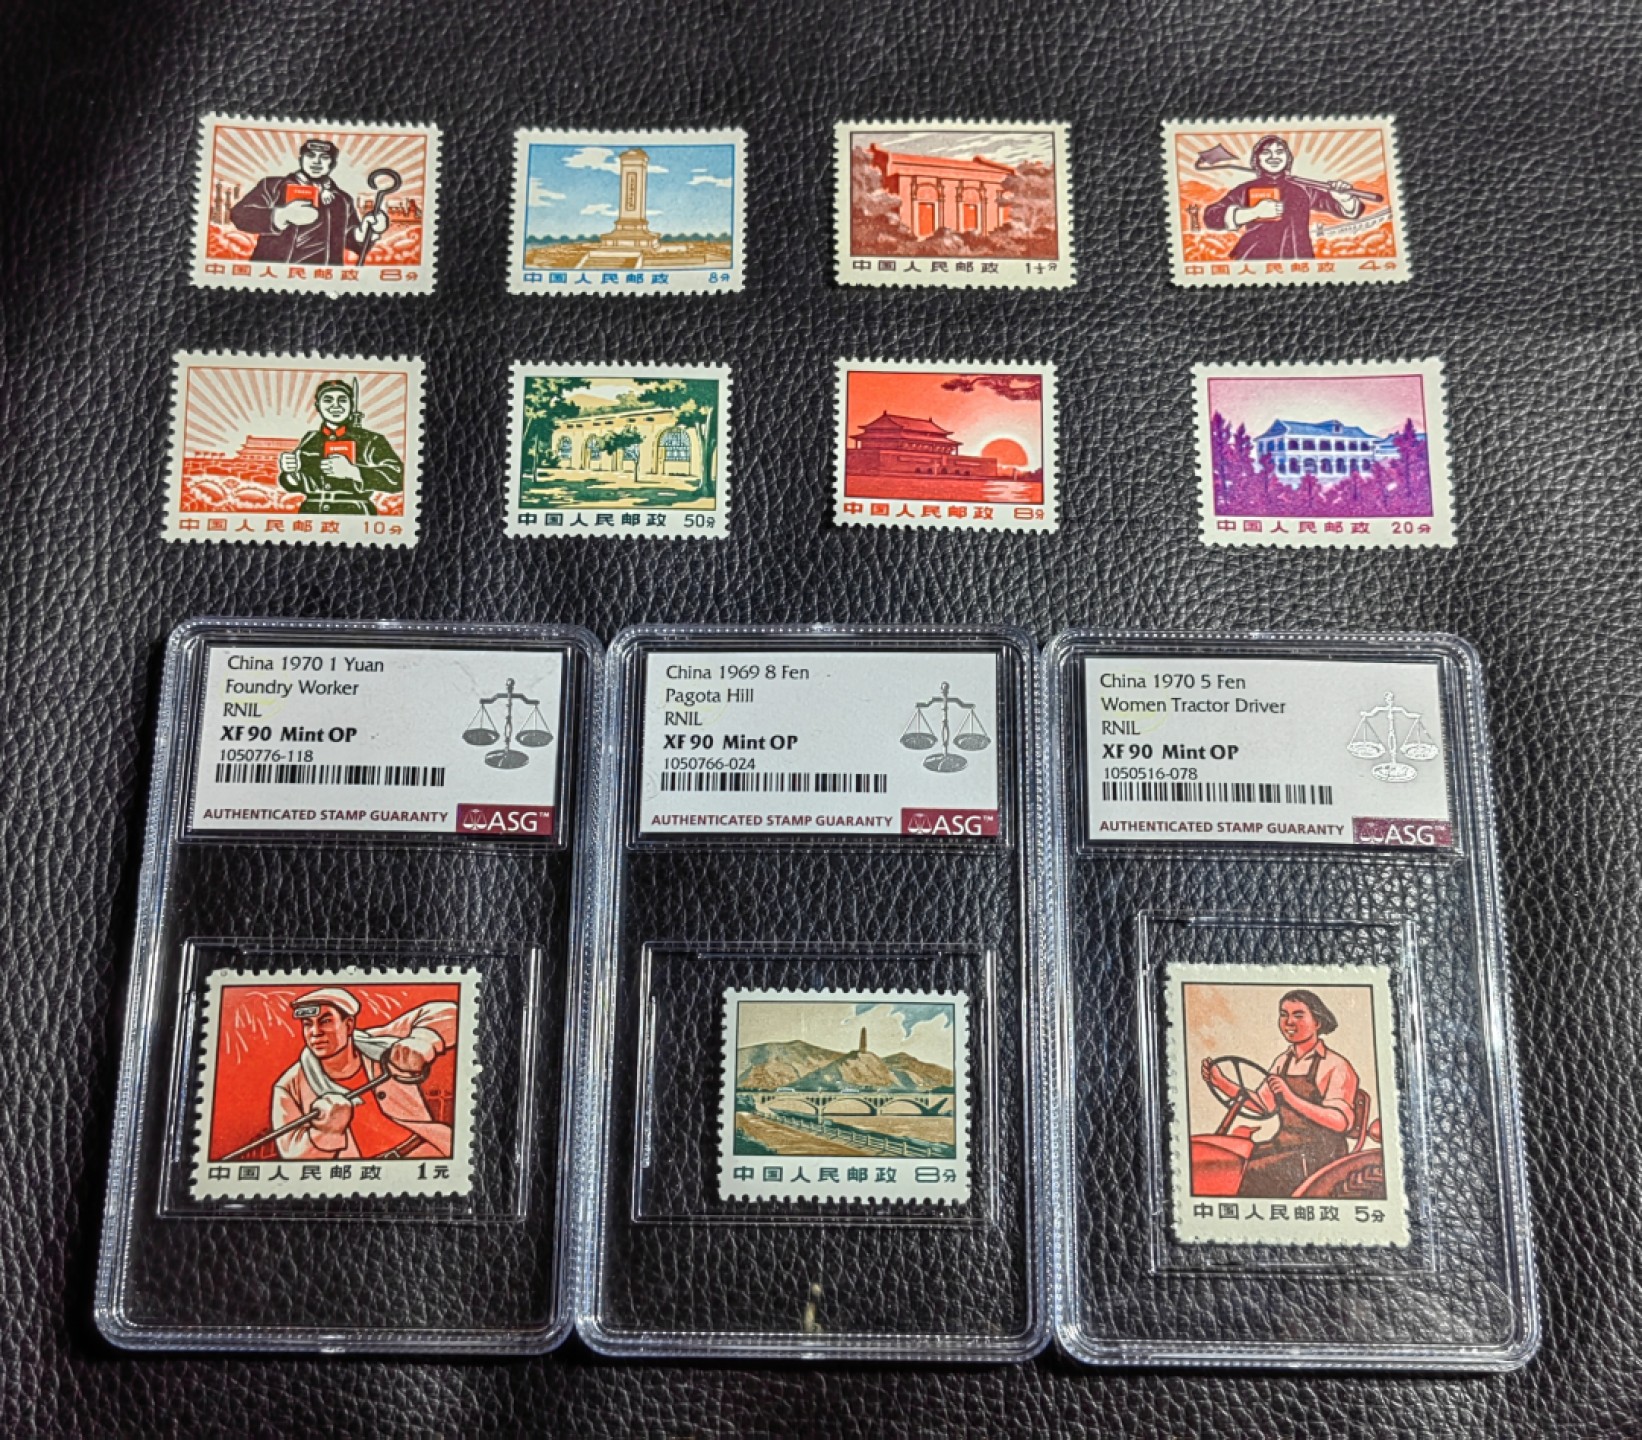 中国人民邮政 8分
中国人民邮政 8分
中国人民邮政 1½分
中国人民邮政 4分
中国人民邮政 10分
中国人民邮政 50分
中国人民邮政 8分
中国人民邮政 20分
China 1970 1 Yuan
Foundry Worker
RNIL
XF 90 Mint OP
1050776-118
AUTHENTICATED STAMP GUARANTY ASG™
中国人民邮政 1元
China 1969 8 Fen
Pagota Hill
RNIL
XF 90 Mint OP
1050766-024
AUTHENTICATED STAMP GUARANTY ASG™
中国人民邮政 8分
China 1970 5 Fen
Women Tractor Driver
RNIL
XF 90 Mint OP
1050516-078
AUTHENTICATED STAMP GUARANTY ASG™
中国人民邮政 5分